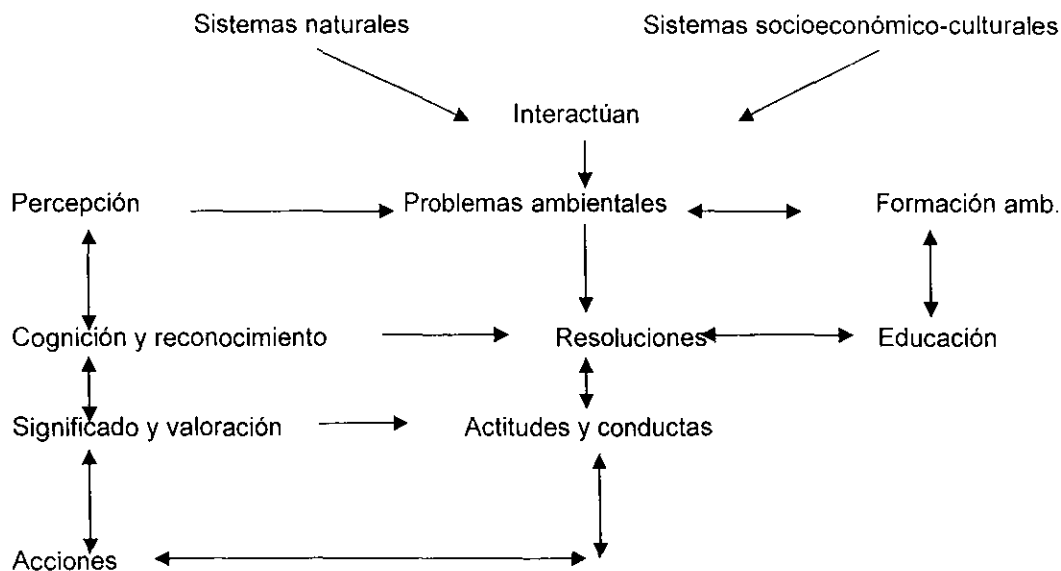 Sistemas naturales
Sistemas socioeconómico-culturales
Interactúan
Percepción
Problemas ambientales
Formación amb.
Cognición y reconocimiento
Resoluciones
Educación
Significado y valoración
Actitudes y conductas
Acciones